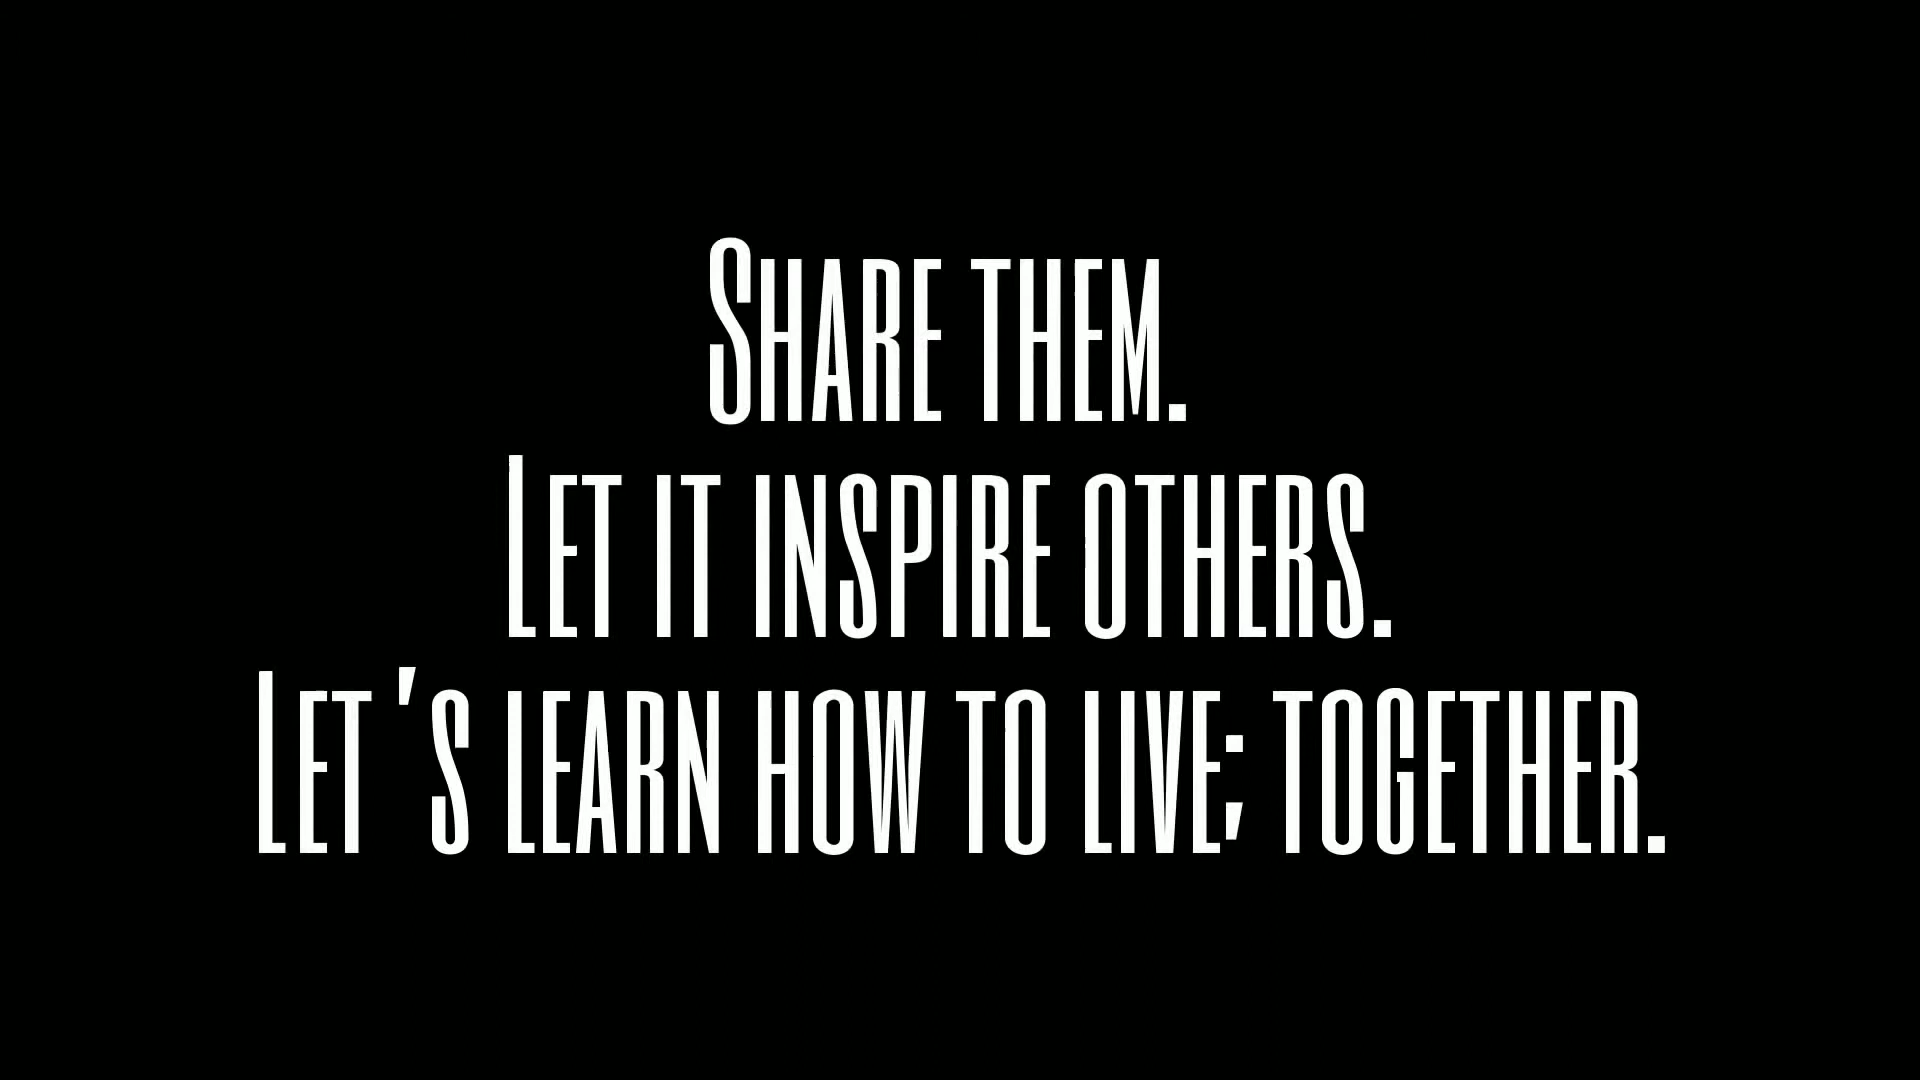 Share them.
Let it inspire others.
Let's learn how to live; together.